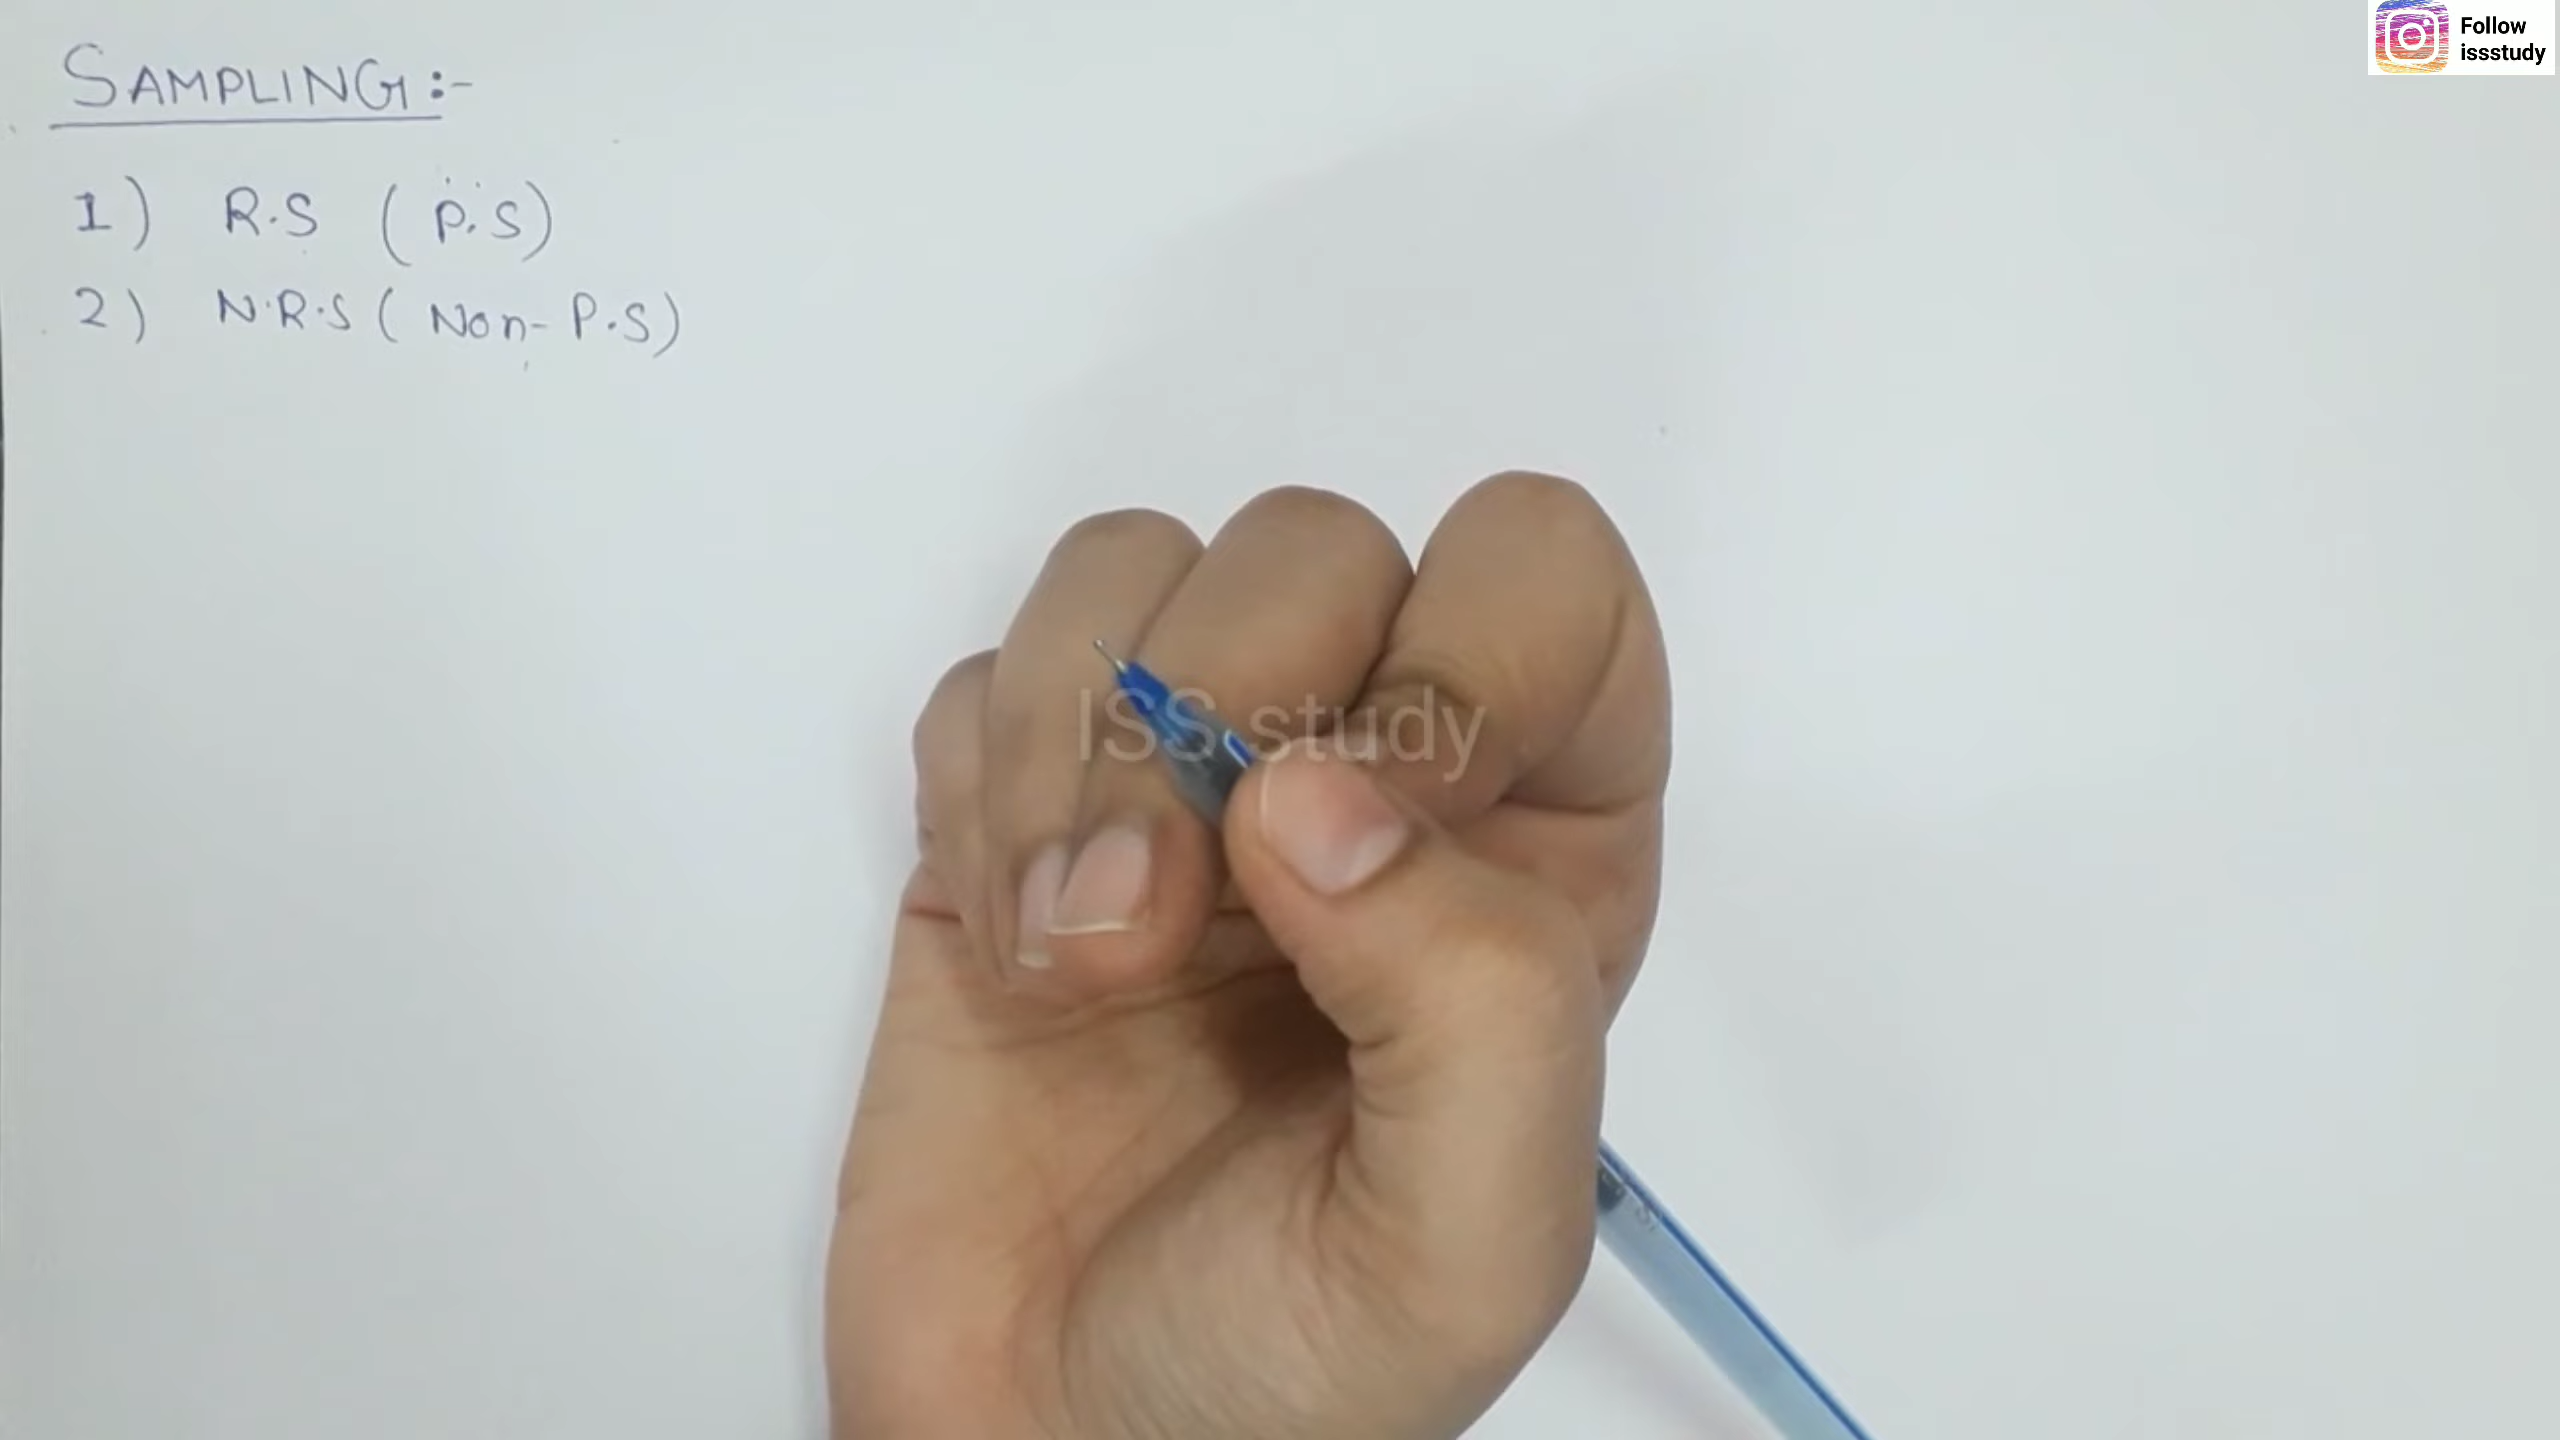 SAMPLING :-
1) R.S (P.S)
2) N.R.S (Non-P.S)
ISS study
Follow
issstudy